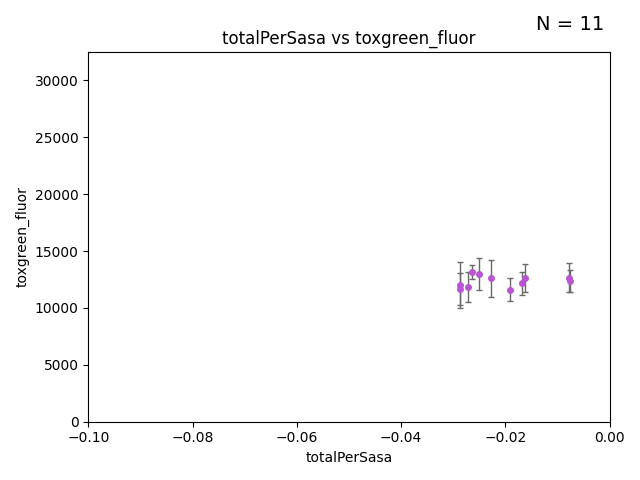 N = 11
totalPerSasa vs toxgreen_fluor
30000
25000
20000
15000
10000
5000
0
toxgreen_fluor
−0.10 −0.08 −0.06 −0.04 −0.02 0.00
totalPerSasa